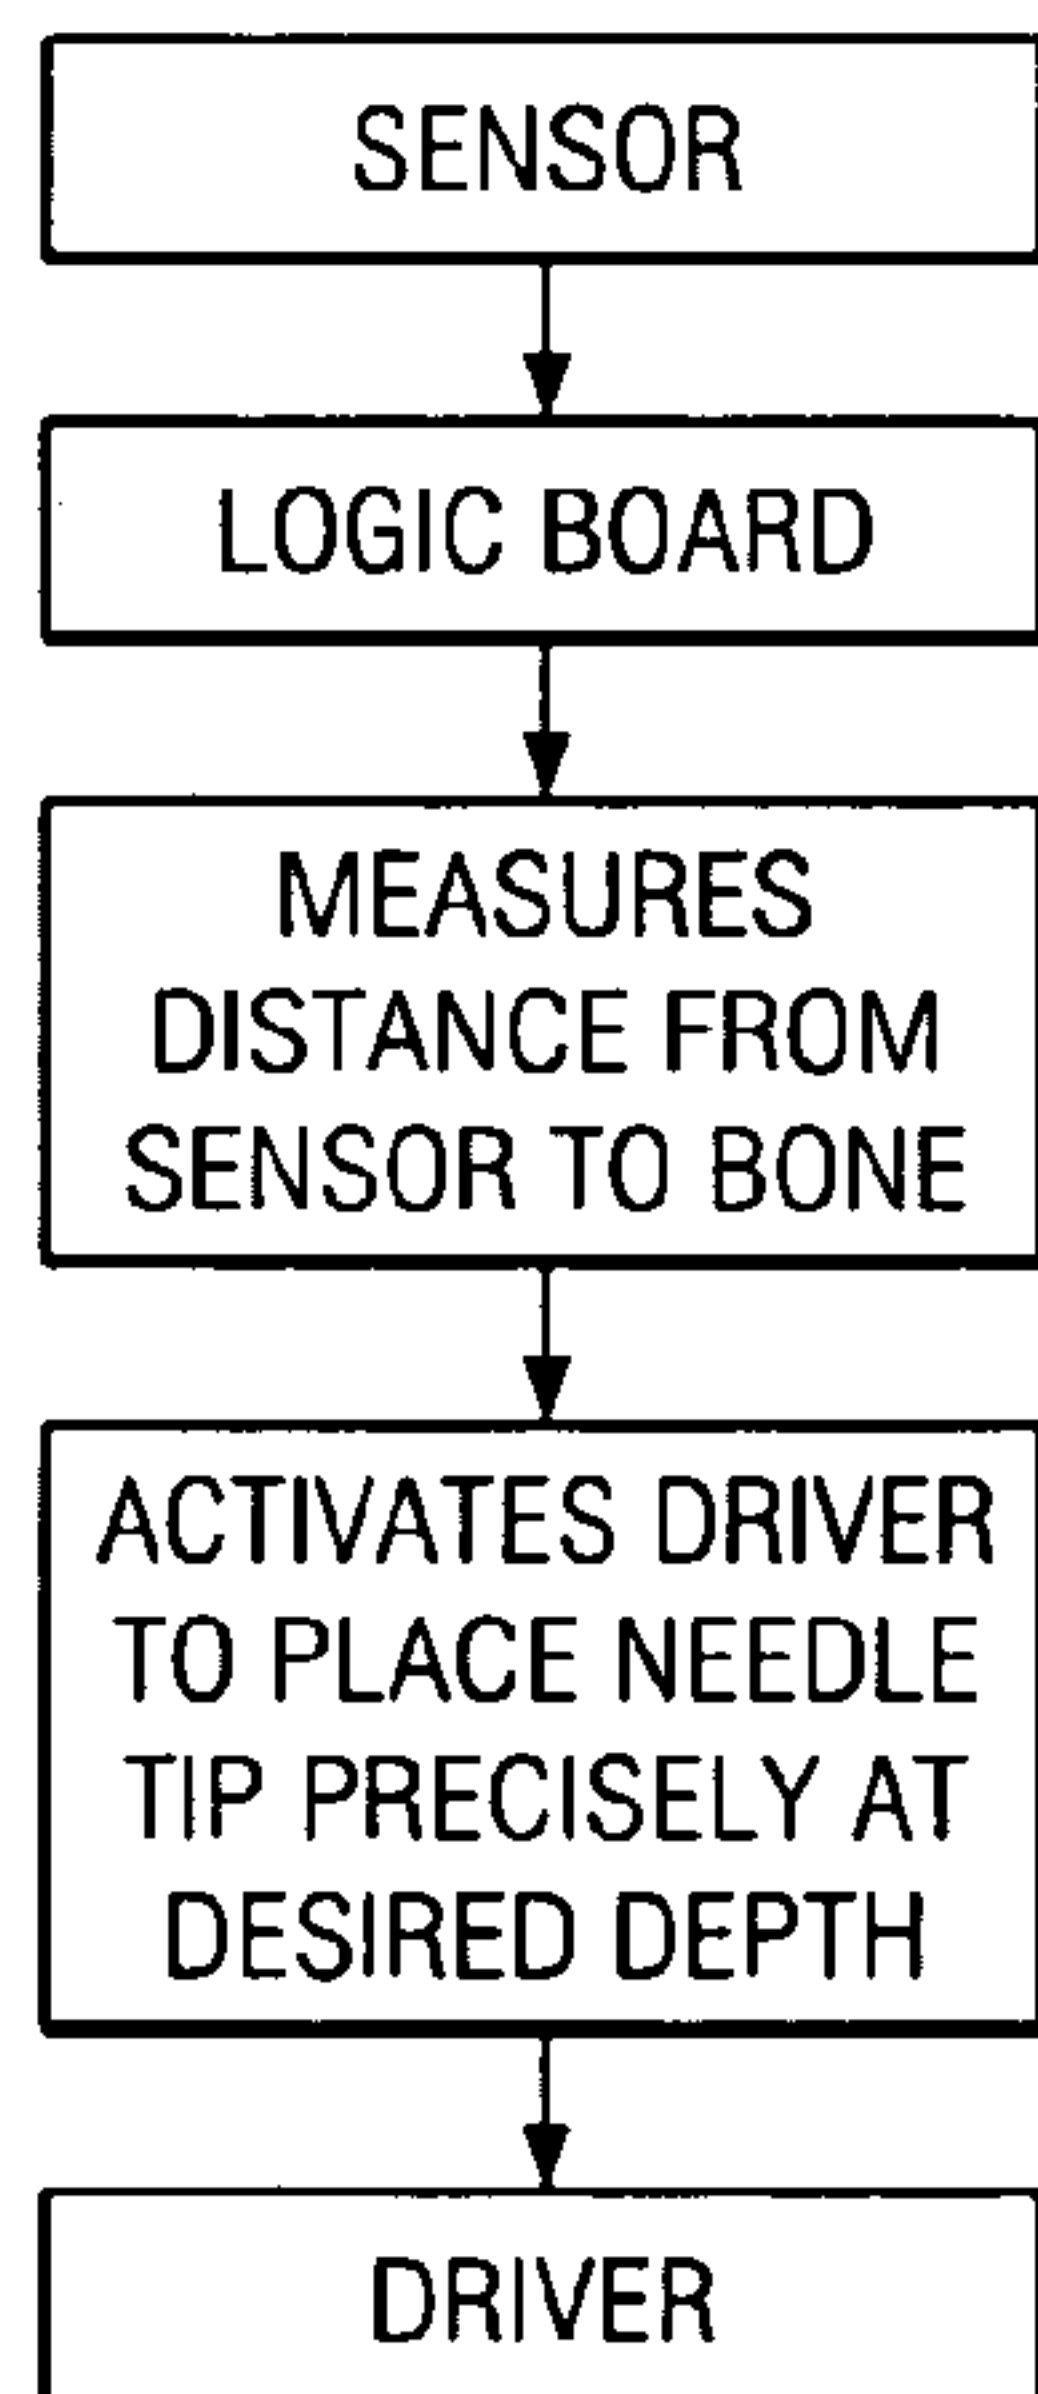 SENSOR
LOGIC BOARD
MEASURES
DISTANCE FROM
SENSOR TO BONE
ACTIVATES DRIVER
TO PLACE NEEDLE
TIP PRECISELY AT
DESIRED DEPTH
DRIVER